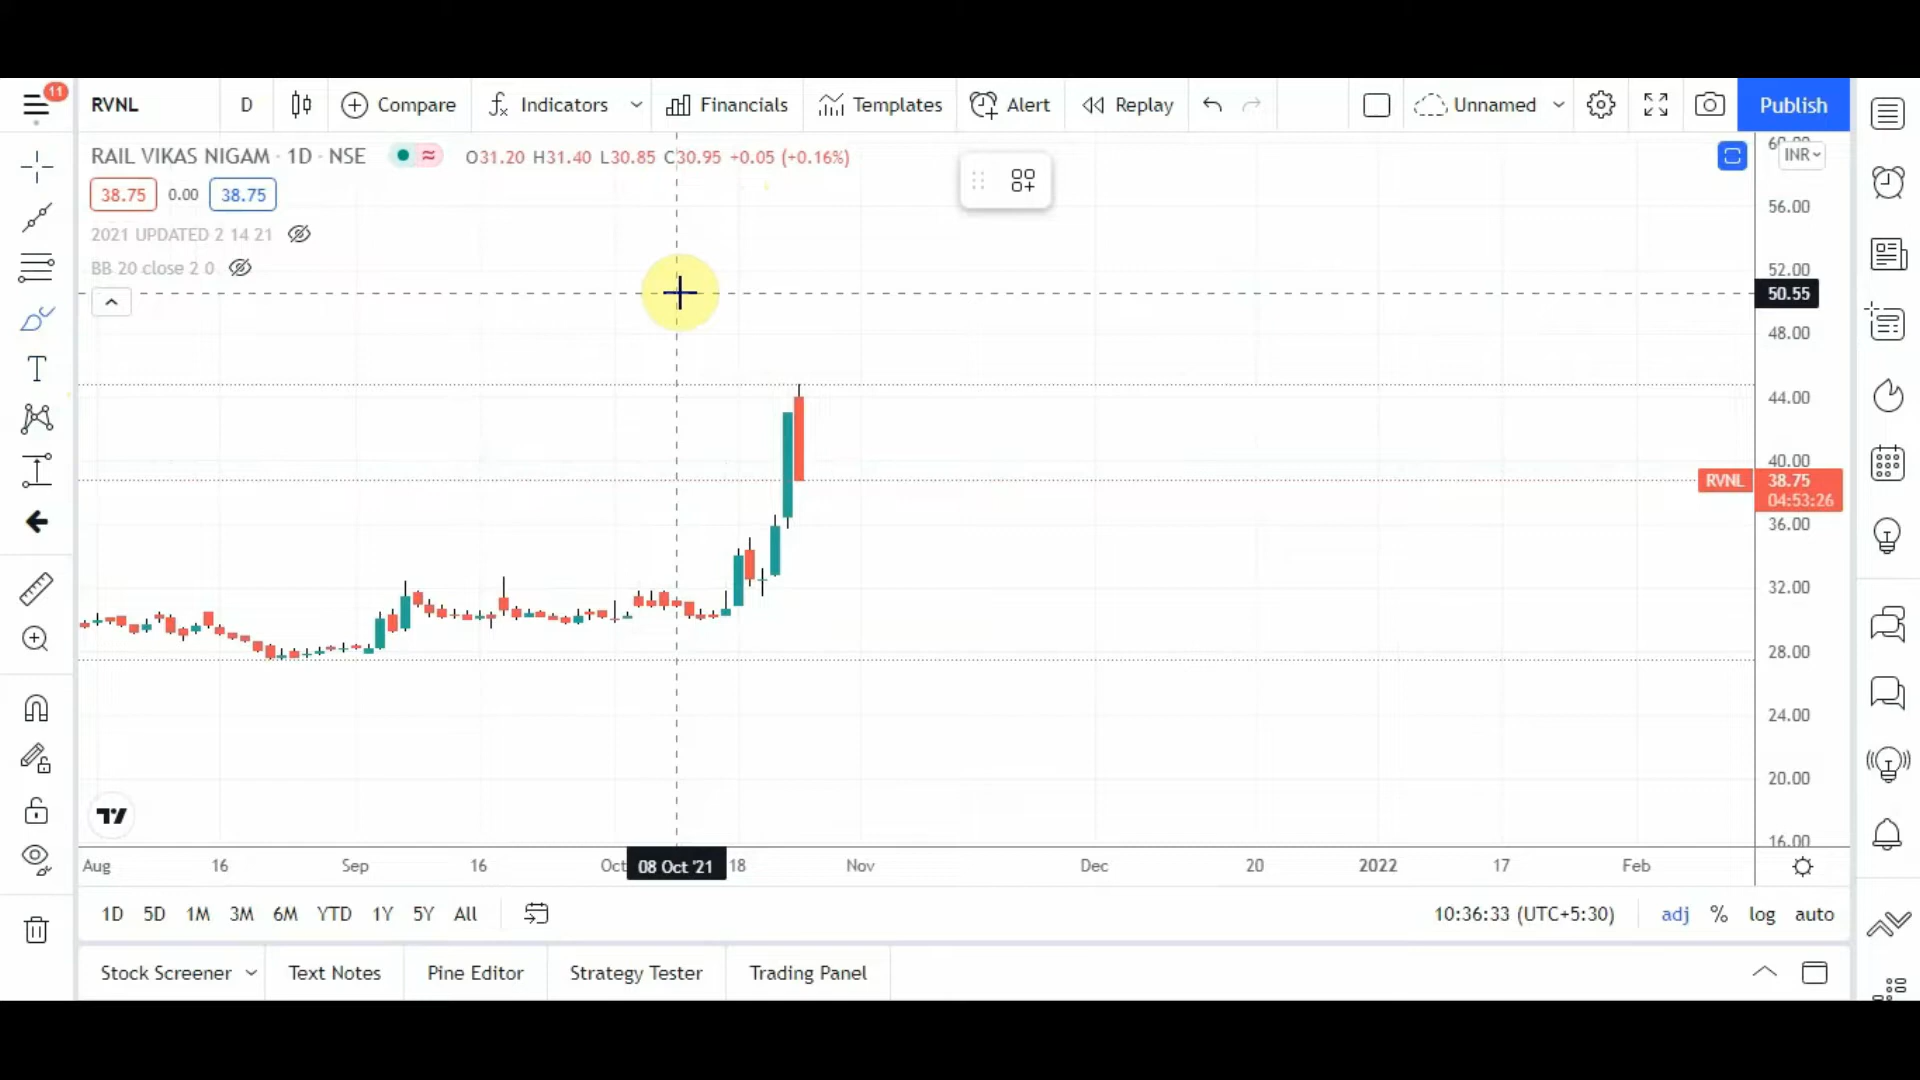 11
RVNL D Compare Indicators Financials Templates Alert Replay Unnamed Publish
RAIL VIKAS NIGAM · 1D · NSE O31.20 H31.40 L30.85 C30.95 +0.05 (+0.16%)
INR
38.75 0.00 38.75
2021 UPDATED 2 14 21
BB 20 close 2 0
60.00
56.00
52.00
50.55
48.00
44.00
40.00
RVNL 38.75
04:53:26
36.00
32.00
28.00
24.00
20.00
16.00
Aug 16 Sep 16 Oct 08 Oct '21 18 Nov Dec 20 2022 17 Feb
1D 5D 1M 3M 6M YTD 1Y 5Y All 10:36:33 (UTC+5:30) adj % log auto
Stock Screener Text Notes Pine Editor Strategy Tester Trading Panel